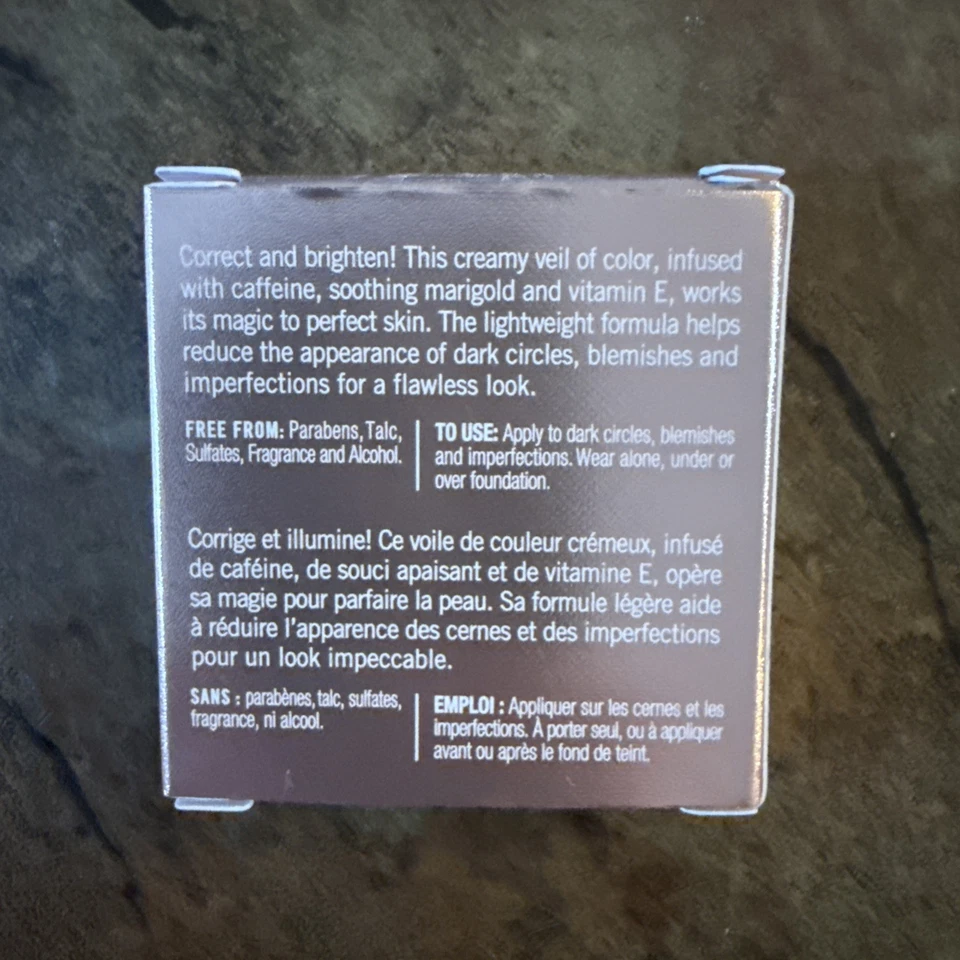 Correct and brighten! This creamy veil of color, infused
with caffeine, soothing marigold and vitamin E, works
its magic to perfect skin. The lightweight formula helps
reduce the appearance of dark circles, blemishes and
imperfections for a flawless look.
FREE FROM: Parabens, Talc,
Sulfates, Fragrance and Alcohol.
TO USE: Apply to dark circles, blemishes
and imperfections. Wear alone, under or
over foundation.
Corrige et illumine! Ce voile de couleur crémeux, infusé
de caféine, de souci apaisant et de vitamine E, opère
sa magie pour parfaire la peau. Sa formule légère aide
à réduire l'apparence des cernes et des imperfections
pour un look impeccable.
SANS : parabènes, talc, sulfates,
fragrance, ni alcool.
EMPLOI : Appliquer sur les cernes et les
imperfections. À porter seul, ou à appliquer
avant ou après le fond de teint.